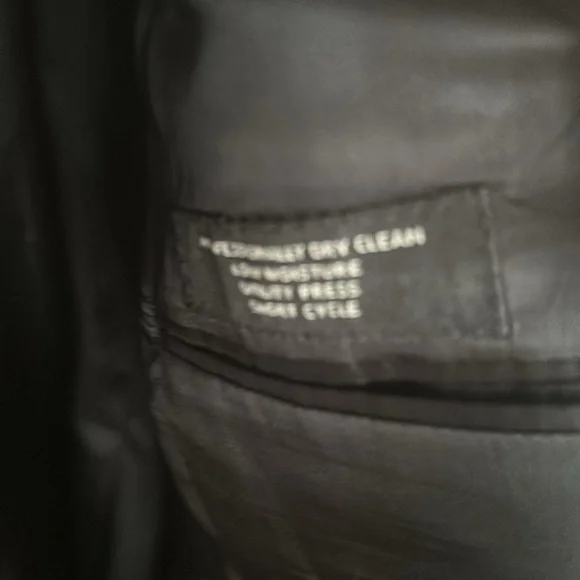 DRY CLEAN
LOW MOISTURE
UTILITY PRESS
SHORT CYCLE